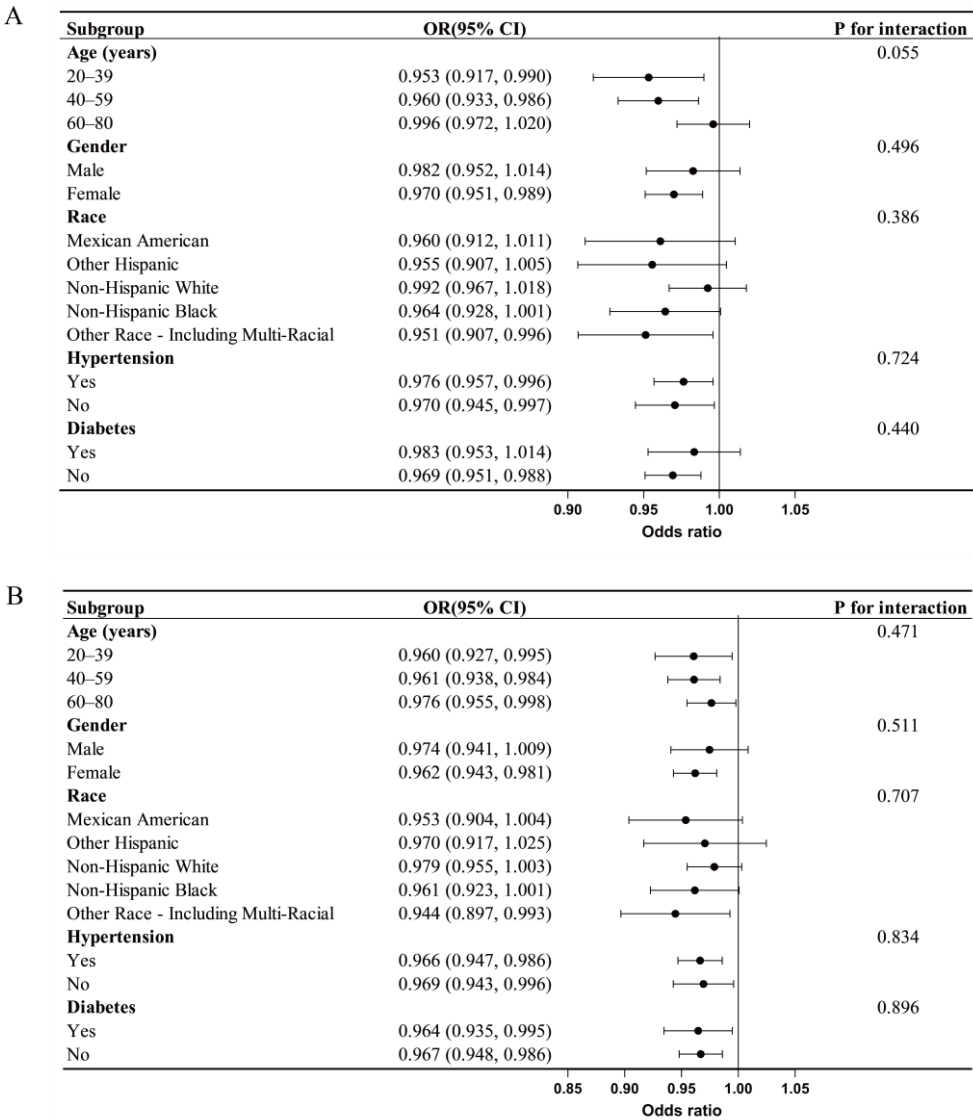 A
Subgroup OR(95% CI) P for interaction
Age (years) 0.055
20–39 0.953 (0.917, 0.990)
40–59 0.960 (0.933, 0.986)
60–80 0.996 (0.972, 1.020)
Gender 0.496
Male 0.982 (0.952, 1.014)
Female 0.970 (0.951, 0.989)
Race 0.386
Mexican American 0.960 (0.912, 1.011)
Other Hispanic 0.955 (0.907, 1.005)
Non-Hispanic White 0.992 (0.967, 1.018)
Non-Hispanic Black 0.964 (0.928, 1.001)
Other Race - Including Multi-Racial 0.951 (0.907, 0.996)
Hypertension 0.724
Yes 0.976 (0.957, 0.996)
No 0.970 (0.945, 0.997)
Diabetes 0.440
Yes 0.983 (0.953, 1.014)
No 0.969 (0.951, 0.988)
0.90 0.95 1.00 1.05
Odds ratio
B
Subgroup OR(95% CI) P for interaction
Age (years) 0.471
20–39 0.960 (0.927, 0.995)
40–59 0.961 (0.938, 0.984)
60–80 0.976 (0.955, 0.998)
Gender 0.511
Male 0.974 (0.941, 1.009)
Female 0.962 (0.943, 0.981)
Race 0.707
Mexican American 0.953 (0.904, 1.004)
Other Hispanic 0.970 (0.917, 1.025)
Non-Hispanic White 0.979 (0.955, 1.003)
Non-Hispanic Black 0.961 (0.923, 1.001)
Other Race - Including Multi-Racial 0.944 (0.897, 0.993)
Hypertension 0.834
Yes 0.966 (0.947, 0.986)
No 0.969 (0.943, 0.996)
Diabetes 0.896
Yes 0.964 (0.935, 0.995)
No 0.967 (0.948, 0.986)
0.85 0.90 0.95 1.00 1.05
Odds ratio